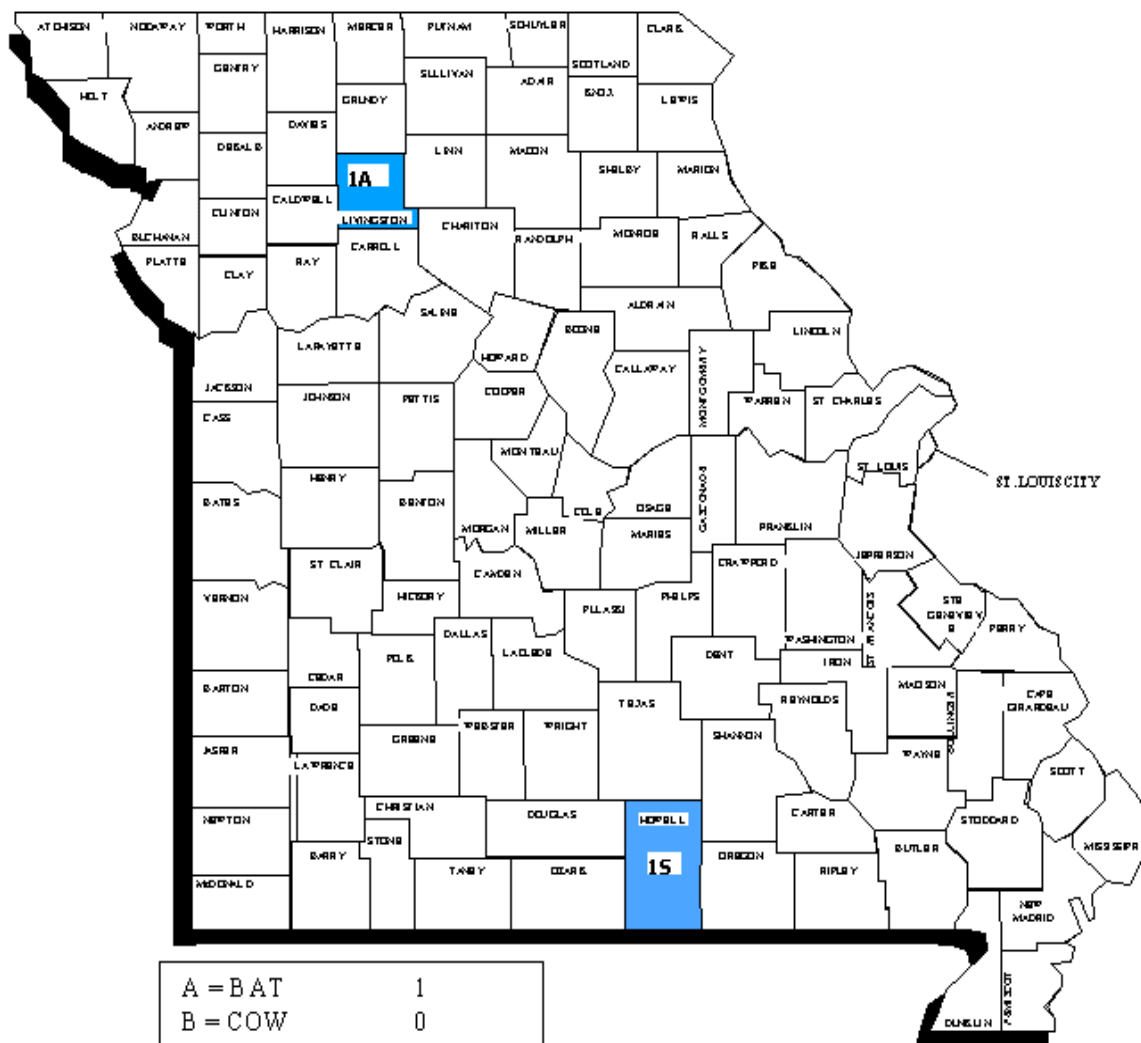 ATCHISON NODAWAY WORTH HARRISON MERCER PUTNAM SCHUYLER CLARK
SCOTLAND
GENTRY SULLIVAN ADAIR KNOX LEWIS
HOLT GRUNDY
ANDREW DAVIES
DEKALB LINN MACON SHELBY MARION
1A
CALDWELL
CLINTON LIVINGSTON CHARITON RANDOLPH MONROE RALLS
BUCHANAN CARROLL
PLATTE CLAY RAY PIKE
SALINE AUDRAIN
LAFAYETTE HOWARD BOONE LINCOLN
CALLAWAY MONTGOMERY
JACKSON JOHNSON PETTIS COOPER WARREN ST CHARLES
CASS
MONITEAU
HENRY ST. LOUIS
ST. LOUIS CITY
BATES BENTON MORGAN MILLER COLE OSAGE GASCONADE FRANKLIN
MARIES
JEFFERSON
ST CLAIR CAMDEN CRAWFORD
VERNON HICKORY PULASKI PHELPS STE
GENEVIEVE
PERRY
DALLAS WASHINGTON ST FRANCOIS
POLK LACLEDE DENT IRON
CEDAR
BARTON MADSON CAPE
GIRARDEAU
DADE TEXAS REYNOLDS BOLLINGER
GREENE WEBSTER WRIGHT SHANNON
JASPER WAYNE
LAWRENCE SCOTT
CHRISTIAN DOUGLAS HOWELL CARTER STODDARD
NEWTON
STONE BUTLER MISSISSIPPI
BARRY 1S OREGON
TANEY OZARK RIPLEY
McDONALD NEW
MADRID
PEMISCOT
DUNKLIN
A = BAT 1
B = COW 0